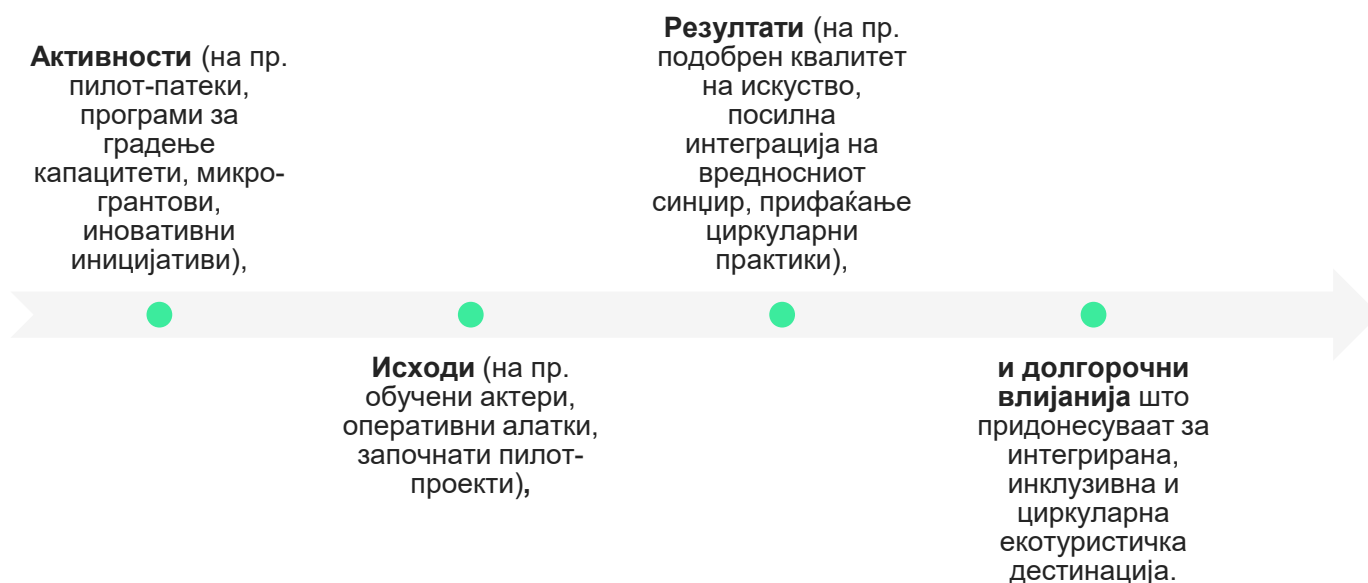 Активности (на пр.
пилот-патеки,
програми за
градење
капацитети, микро-
грантови,
иновативни
иницијативи),
Исходи (на пр.
обучени актери,
оперативни алатки,
започнати пилот-
проекти),
Резултати (на пр.
подобрен квалитет
на искуство,
посилна
интеграција на
вредносниот
синџир, прифаќање
циркуларни
практики),
и долгорочни
влијанија што
придонесуваат за
интегрирана,
инклузивна и
циркуларна
екотуристичка
дестинација.